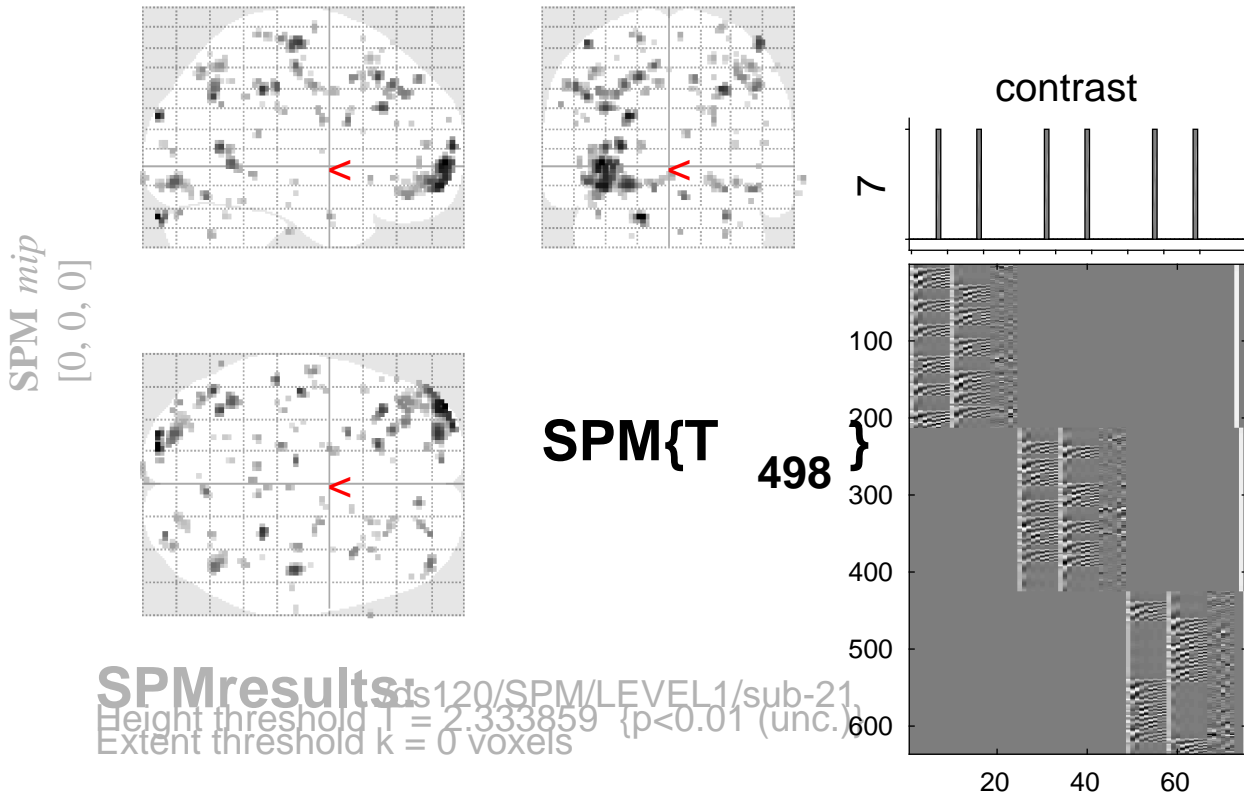 SPM mip
[0, 0, 0]
<
<
<
SPM{T 498 }
SPMresults: /ds120/SPM/LEVEL1/sub-21
Height threshold T = 2.333859 {p<0.01 (unc.)}
Extent threshold k = 0 voxels
contrast
7
100
200
300
400
500
600
20 40 60